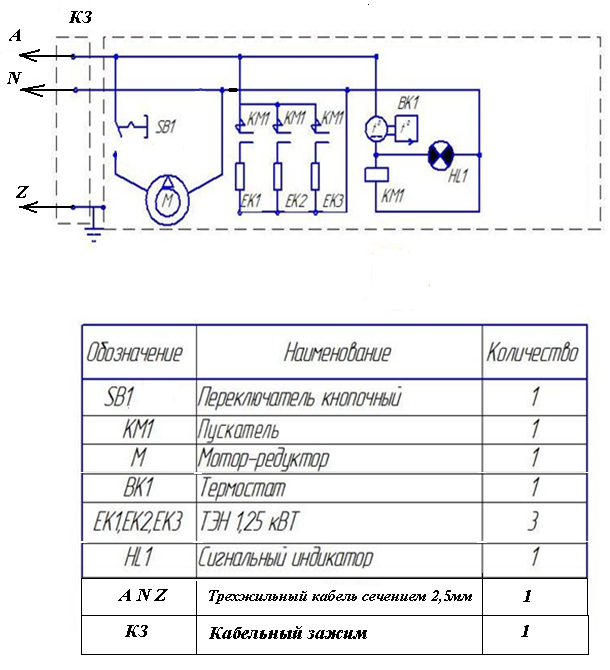 КЗ
A
N
Z
SB1
M
KM1 KM1 KM1
EK1 EK2 EK3
BK1
t° t°
HL1
KM1
Обозначение Наименование Количество
SB1 Переключатель кнопочный 1
KM1 Пускатель 1
M Мотор-редуктор 1
BK1 Термостат 1
EK1,EK2,EK3 ТЭН 1,25 кВТ 3
HL1 Сигнальный индикатор 1
A N Z Трехжильный кабель сечением 2,5мм 1
КЗ Кабельный зажим 1